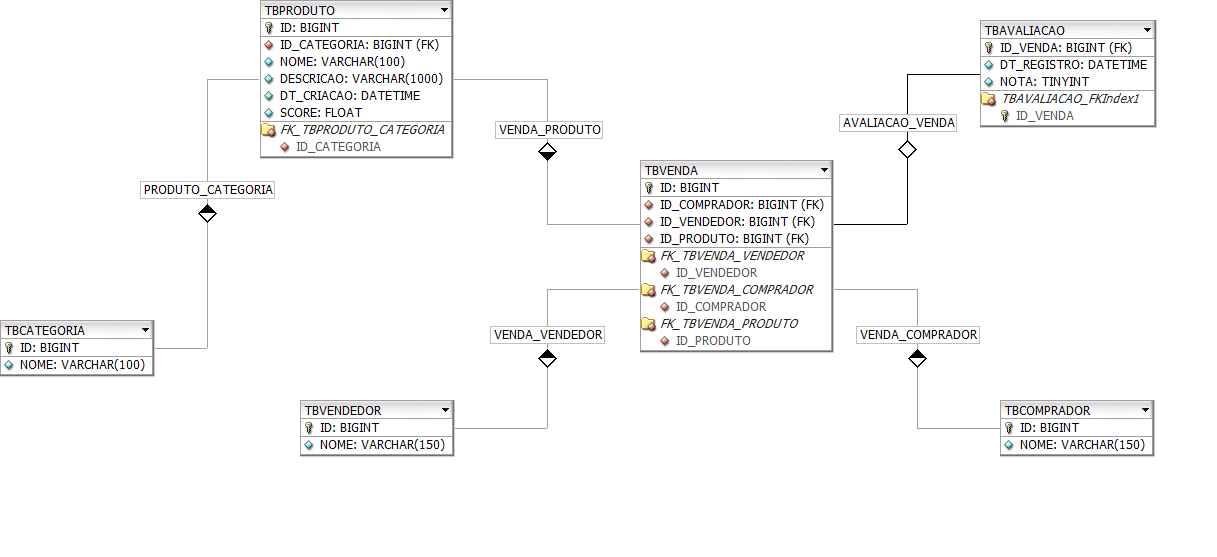 TBPRODUTO
ID: BIGINT
ID_CATEGORIA: BIGINT (FK)
NOME: VARCHAR(100)
DESCRICAO: VARCHAR(1000)
DT_CRIACAO: DATETIME
SCORE: FLOAT
FK_TBPRODUTO_CATEGORIA
ID_CATEGORIA
VENDA_PRODUTO
TBAVALIACAO
ID_VENDA: BIGINT (FK)
DT_REGISTRO: DATETIME
NOTA: TINYINT
TBAVALIACAO_FKIndex1
ID_VENDA
AVALIACAO_VENDA
PRODUTO_CATEGORIA
TBVENDA
ID: BIGINT
ID_COMPRADOR: BIGINT (FK)
ID_VENDEDOR: BIGINT (FK)
ID_PRODUTO: BIGINT (FK)
FK_TBVENDA_VENDEDOR
ID_VENDEDOR
FK_TBVENDA_COMPRADOR
ID_COMPRADOR
FK_TBVENDA_PRODUTO
ID_PRODUTO
TBCATEGORIA
ID: BIGINT
NOME: VARCHAR(100)
VENDA_VENDEDOR
VENDA_COMPRADOR
TBVENDEDOR
ID: BIGINT
NOME: VARCHAR(150)
TBCOMPRADOR
ID: BIGINT
NOME: VARCHAR(150)